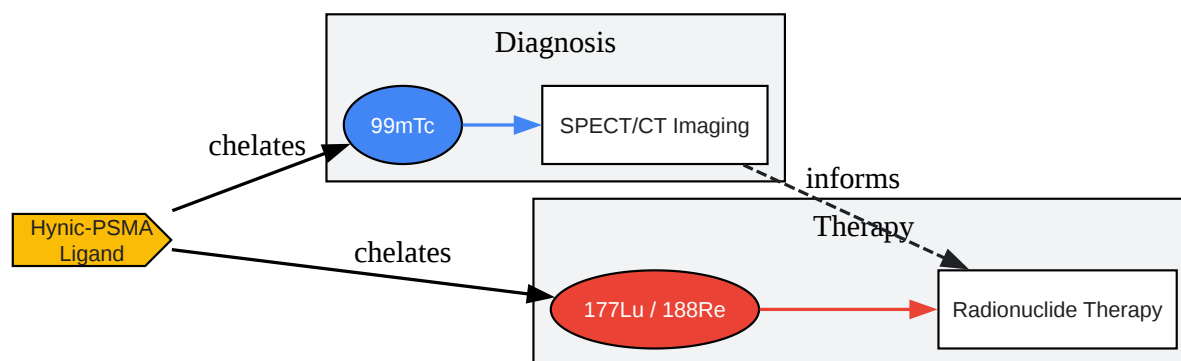 Diagnosis
99mTc
SPECT/CT Imaging
chelates
informs
Hynic-PSMA
Ligand
Therapy
chelates
177Lu / 188Re
Radionuclide Therapy